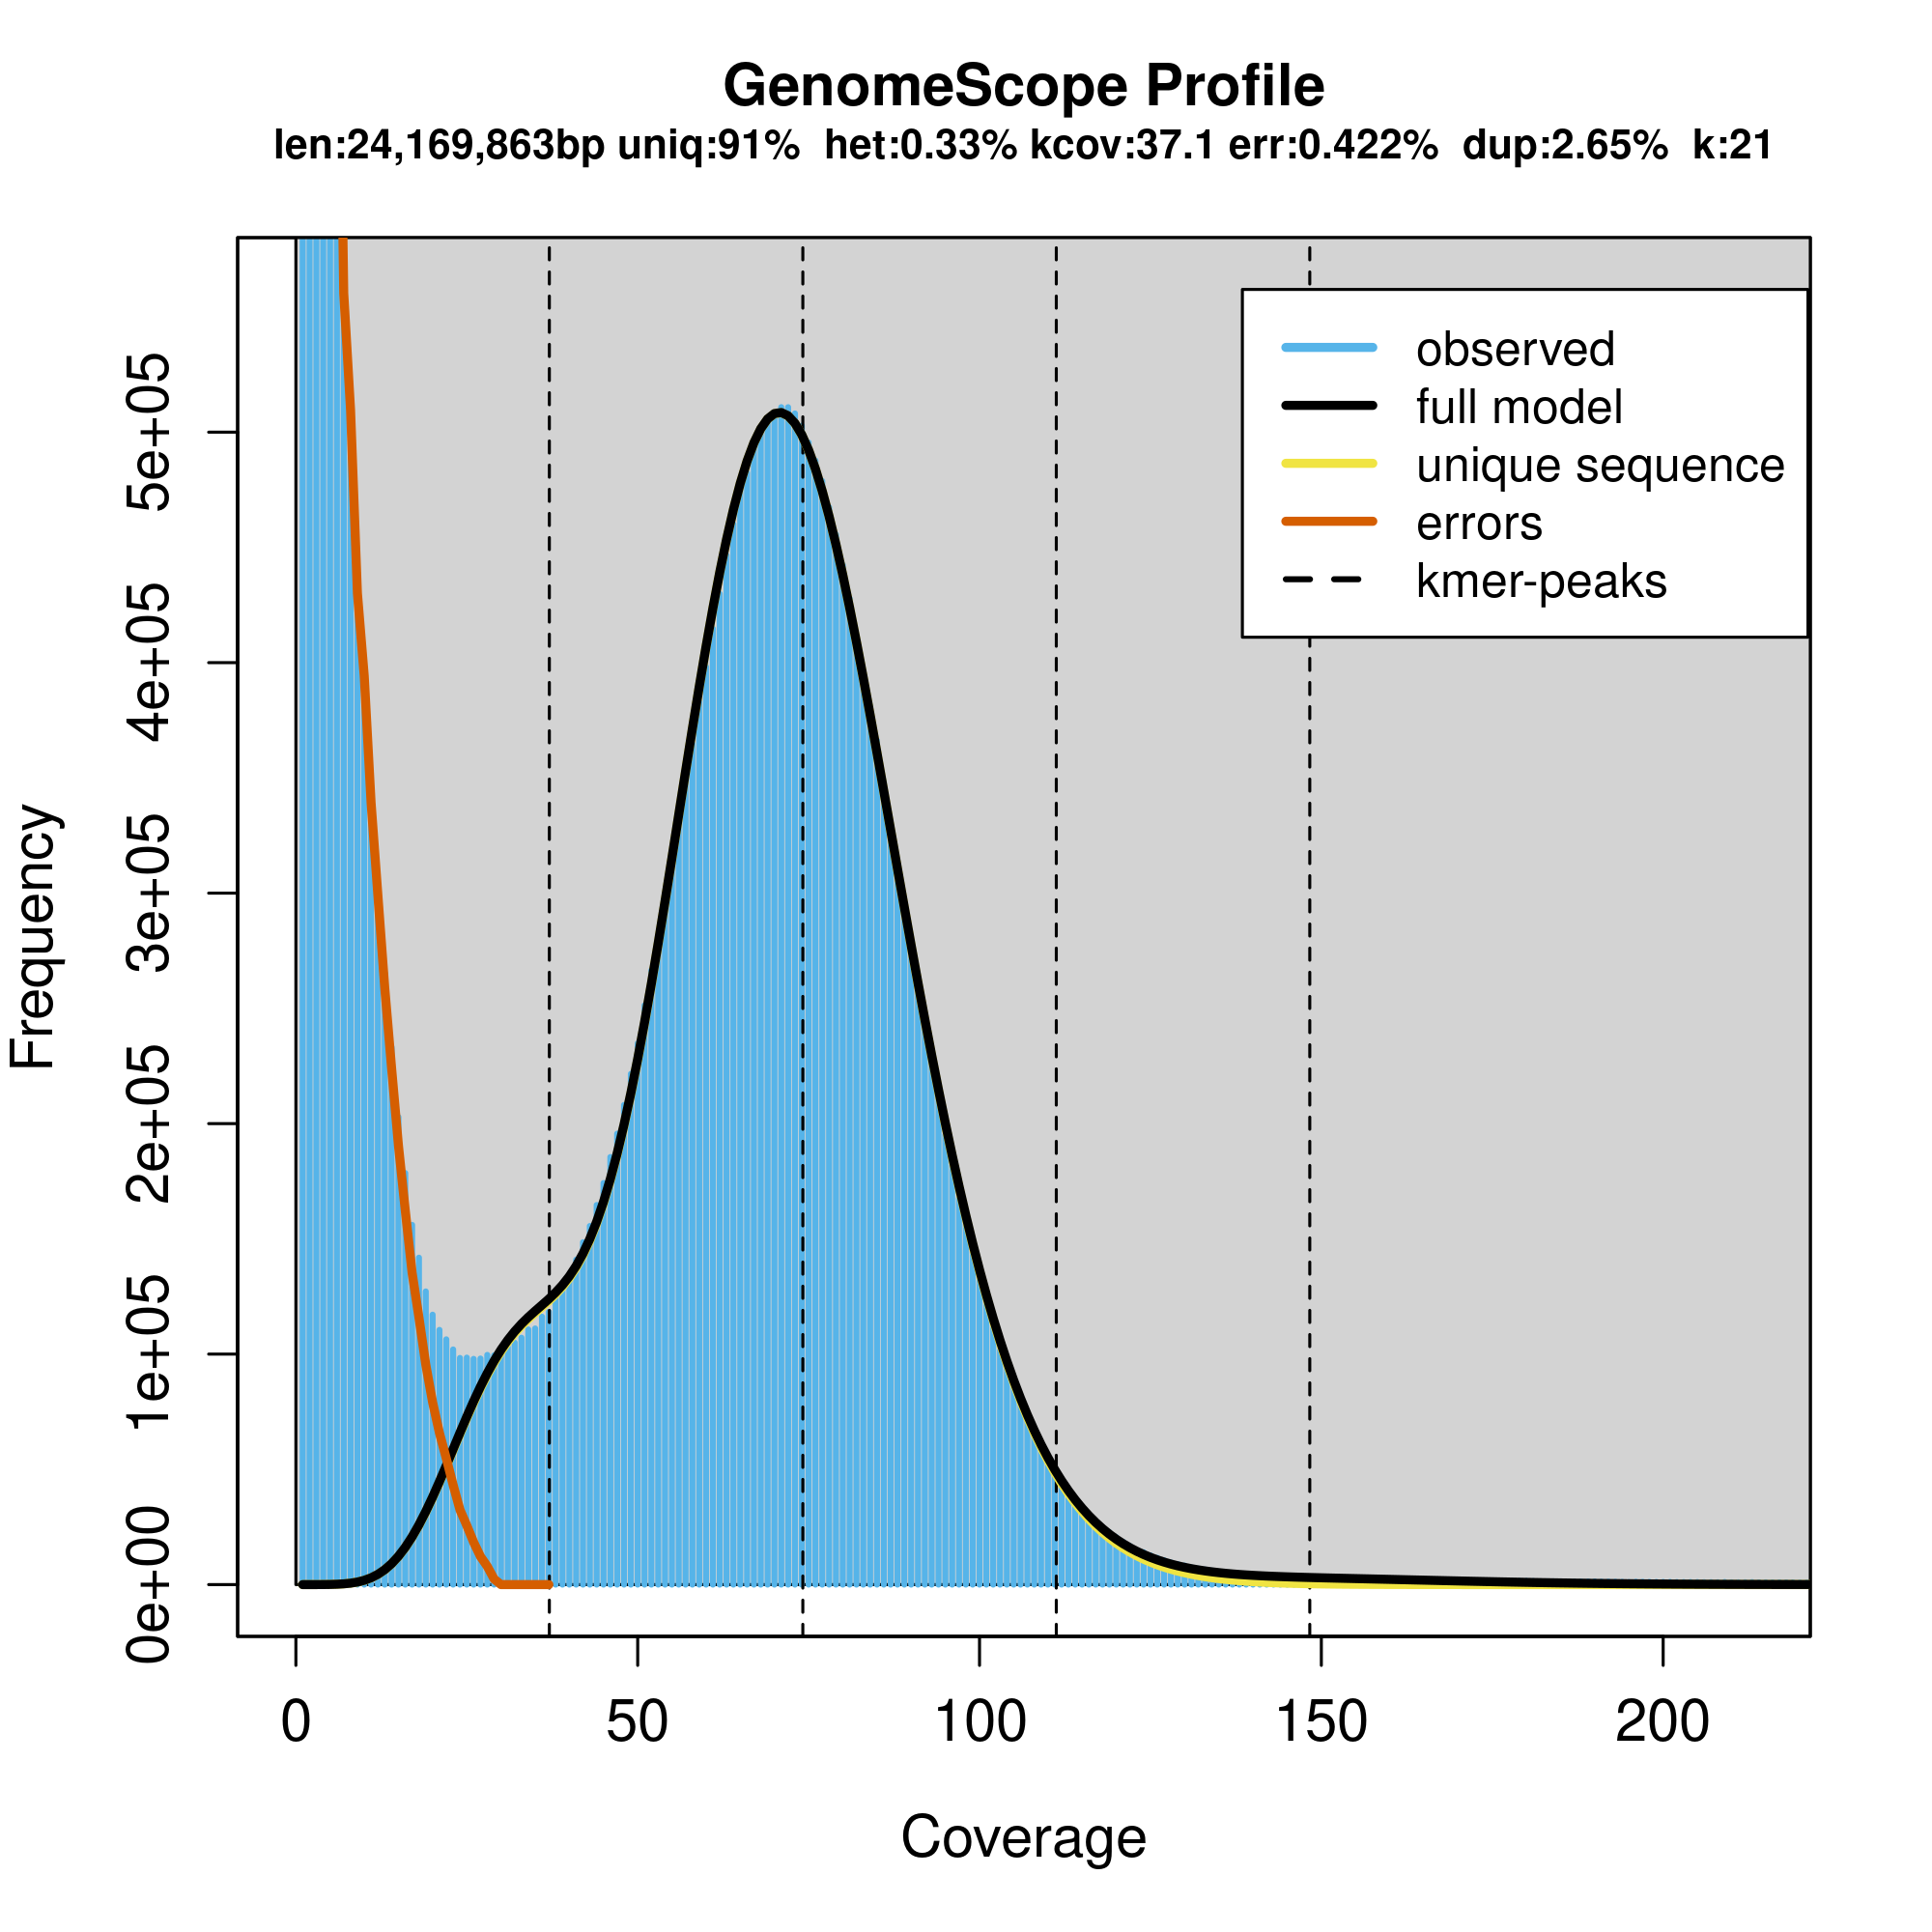 GenomeScope Profile
len:24,169,863bp uniq:91% het:0.33% kcov:37.1 err:0.422% dup:2.65% k:21
observed
full model
unique sequence
errors
kmer-peaks
Frequency
5e+05
4e+05
3e+05
2e+05
1e+05
0e+00
0 50 100 150 200
Coverage